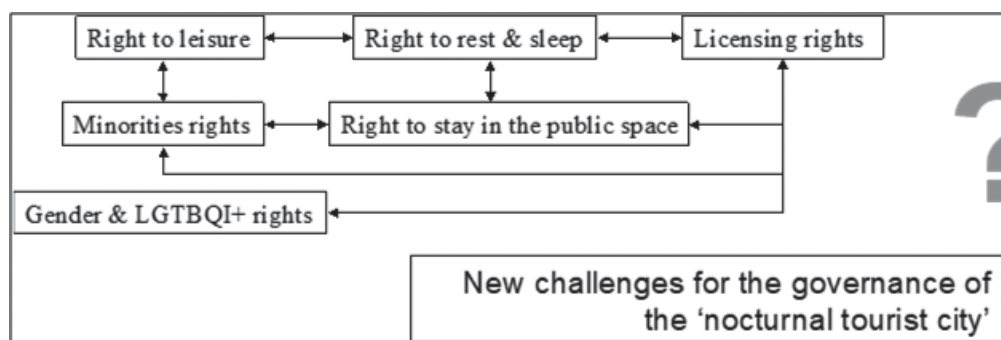 Right to leisure
Right to rest & sleep
Licensing rights
Minorities rights
Right to stay in the public space
?
Gender & LGTBQI+ rights
New challenges for the governance of
the ‘nocturnal tourist city’